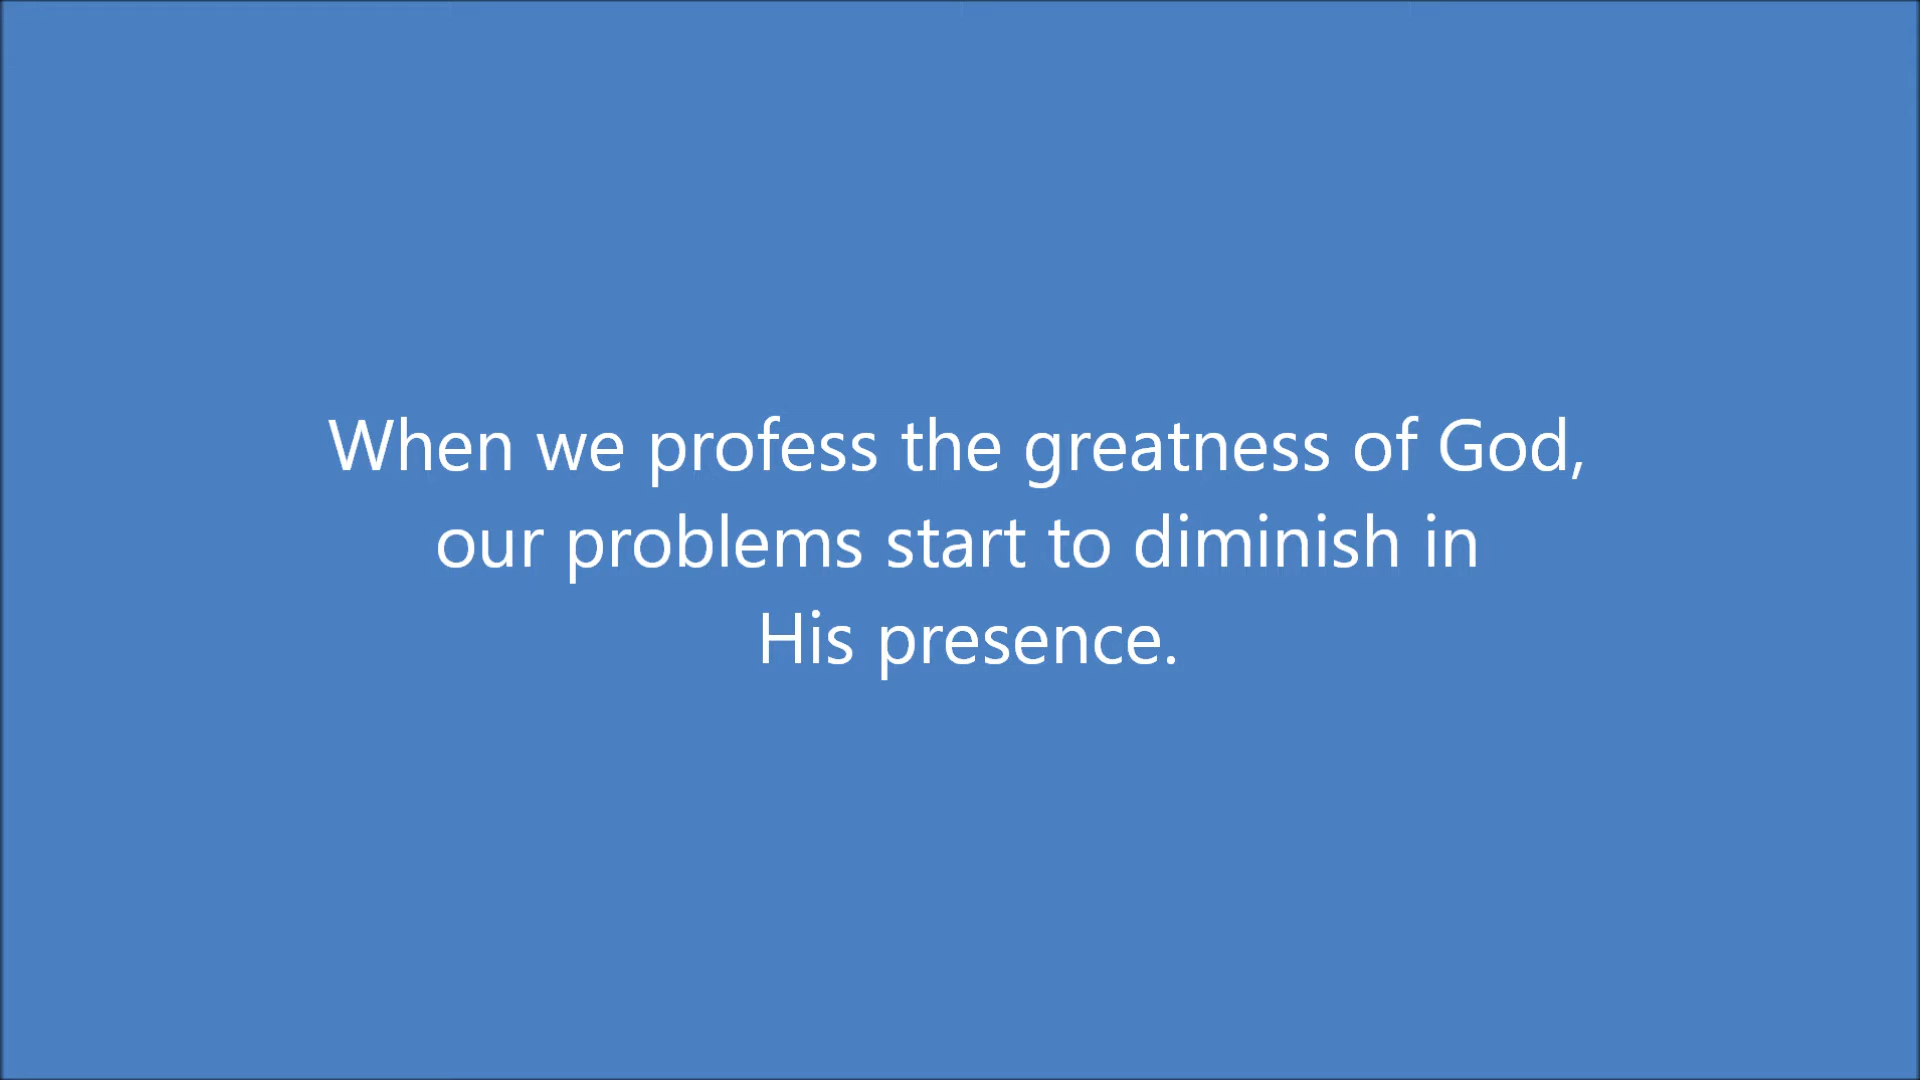 When we profess the greatness of God,
our problems start to diminish in
His presence.